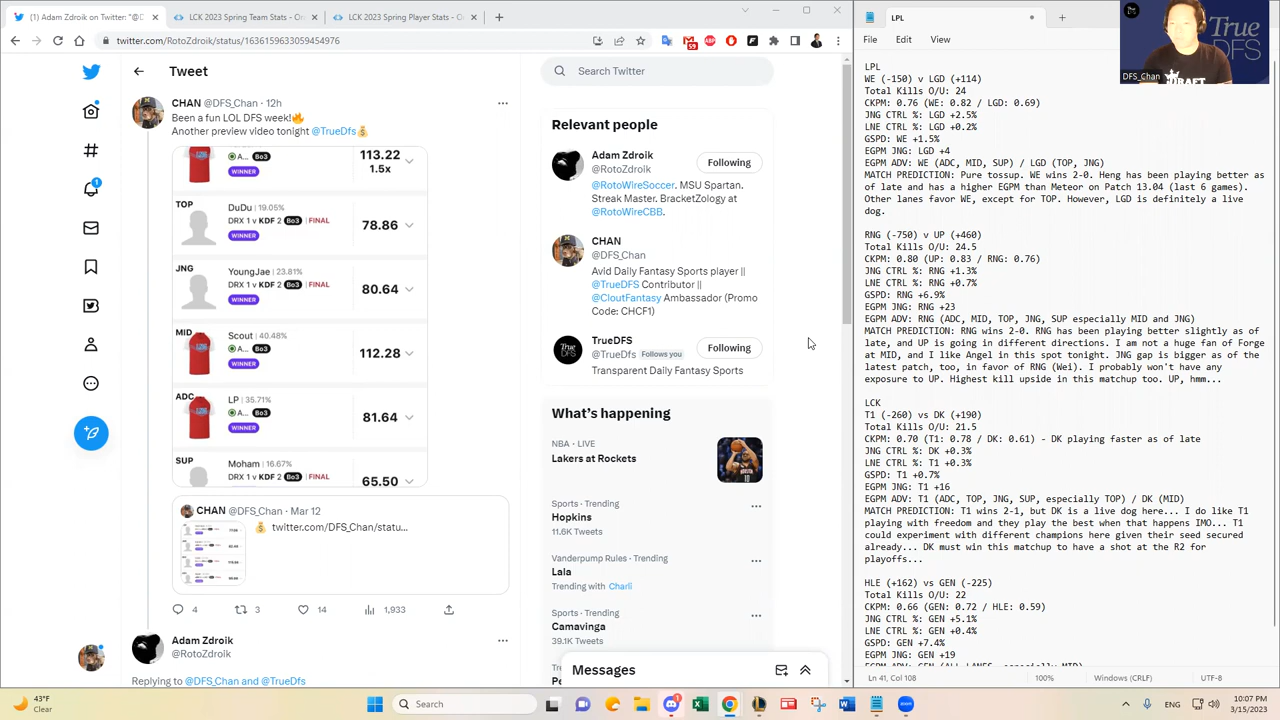 (1) Adam Zdroik on Twitter: "@D
LCK 2023 Spring Team Stats -
LCK 2023 Spring Player Stats -
twitter.com/RotoZdroik/status/1636159633059454976
59
Tweet
CHAN @DFS_Chan · 12h
Been a fun LOL DFS week!🔥
Another preview video tonight @TrueDfs💰
A... Bo3
WINNER
113.22
1.5x
TOP
DuDu | 19.05%
DRX 1 v KDF 2 Bo3 | FINAL
WINNER
78.86
JNG
YoungJae | 23.81%
DRX 1 v KDF 2 Bo3 | FINAL
WINNER
80.64
MID
Scout | 40.48%
A... Bo3
WINNER
112.28
ADC
LP | 35.71%
A... Bo3
WINNER
81.64
SUP
Moham | 16.67%
DRX 1 v KDF 2 Bo3 | FINAL
65.50
CHAN @DFS_Chan · Mar 12
💰 twitter.com/DFS_Chan/statu...
4
3
14
1,933
Adam Zdroik
@RotoZdroik
Replying to @DFS_Chan and @TrueDfs
Search Twitter
Relevant people
Adam Zdroik
@RotoZdroik
Following
@RotoWireSoccer. MSU Spartan.
Streak Master. BracketZology at
@RotoWireCBB.
CHAN
@DFS_Chan
Avid Daily Fantasy Sports player ||
@TrueDFS Contributor ||
@CloutFantasy Ambassador (Promo
Code: CHCF1)
TrueDFS
@TrueDfs Follows you
Following
Transparent Daily Fantasy Sports
What's happening
NBA · LIVE
Lakers at Rockets
Sports · Trending
Hopkins
11.6K Tweets
Vanderpump Rules · Trending
Lala
Trending with Charli
Sports · Trending
Camavinga
39.1K Tweets
Messages
LPL
File Edit View
LPL
WE (-150) v LGD (+114)
Total Kills O/U: 24
CKPM: 0.76 (WE: 0.82 / LGD: 0.69)
JNG CTRL %: LGD +2.5%
LNE CTRL %: LGD +0.2%
GSPD: WE +1.5%
EGPM JNG: LGD +4
EGPM ADV: WE (ADC, MID, SUP) / LGD (TOP, JNG)
MATCH PREDICTION: Pure tossup. WE wins 2-0. Heng has been playing better as
of late and has a higher EGPM than Meteor on Patch 13.04 (last 6 games).
Other lanes favor WE, except for TOP. However, LGD is definitely a live
dog.
RNG (-750) v UP (+460)
Total Kills O/U: 24.5
CKPM: 0.80 (UP: 0.83 / RNG: 0.76)
JNG CTRL %: RNG +1.3%
LNE CTRL %: RNG +0.7%
GSPD: RNG +6.9%
EGPM JNG: RNG +23
EGPM ADV: RNG (ADC, MID, TOP, JNG, SUP especially MID and JNG)
MATCH PREDICTION: RNG wins 2-0. RNG has been playing better slightly as of
late, and UP is going in different directions. I am not a huge fan of Forge
at MID, and I like Angel in this spot tonight. JNG gap is bigger as of the
latest patch, too, in favor of RNG (Wei). I probably won't have any
exposure to UP. Highest kill upside in this matchup too. UP, hmm...
LCK
T1 (-260) vs DK (+190)
Total Kills O/U: 21.5
CKPM: 0.70 (T1: 0.78 / DK: 0.61) - DK playing faster as of late
JNG CTRL %: DK +0.3%
LNE CTRL %: T1 +0.3%
GSPD: T1 +0.7%
EGPM JNG: T1 +16
EGPM ADV: T1 (ADC, TOP, JNG, SUP, especially TOP) / DK (MID)
MATCH PREDICTION: T1 wins 2-1, but DK is a live dog here... I do like T1
playing with freedom and they play the best when that happens IMO... T1
could experiment with different champions here given their seed secured
already... DK must win this matchup to have a shot at the R2 for
playoffs...
HLE (+162) vs GEN (-225)
Total Kills O/U: 22
CKPM: 0.66 (GEN: 0.72 / HLE: 0.59)
JNG CTRL %: GEN +5.1%
LNE CTRL %: GEN +0.4%
GSPD: GEN +7.4%
EGPM JNG: GEN +19
EGPM ADV: GEN (ALL LANES, especially MID)
Ln 41, Col 108
100%
Windows (CRLF)
UTF-8
DFS_Chan
True
DFS
43°F
Clear
Search
ENG
10:07 PM
3/15/2023